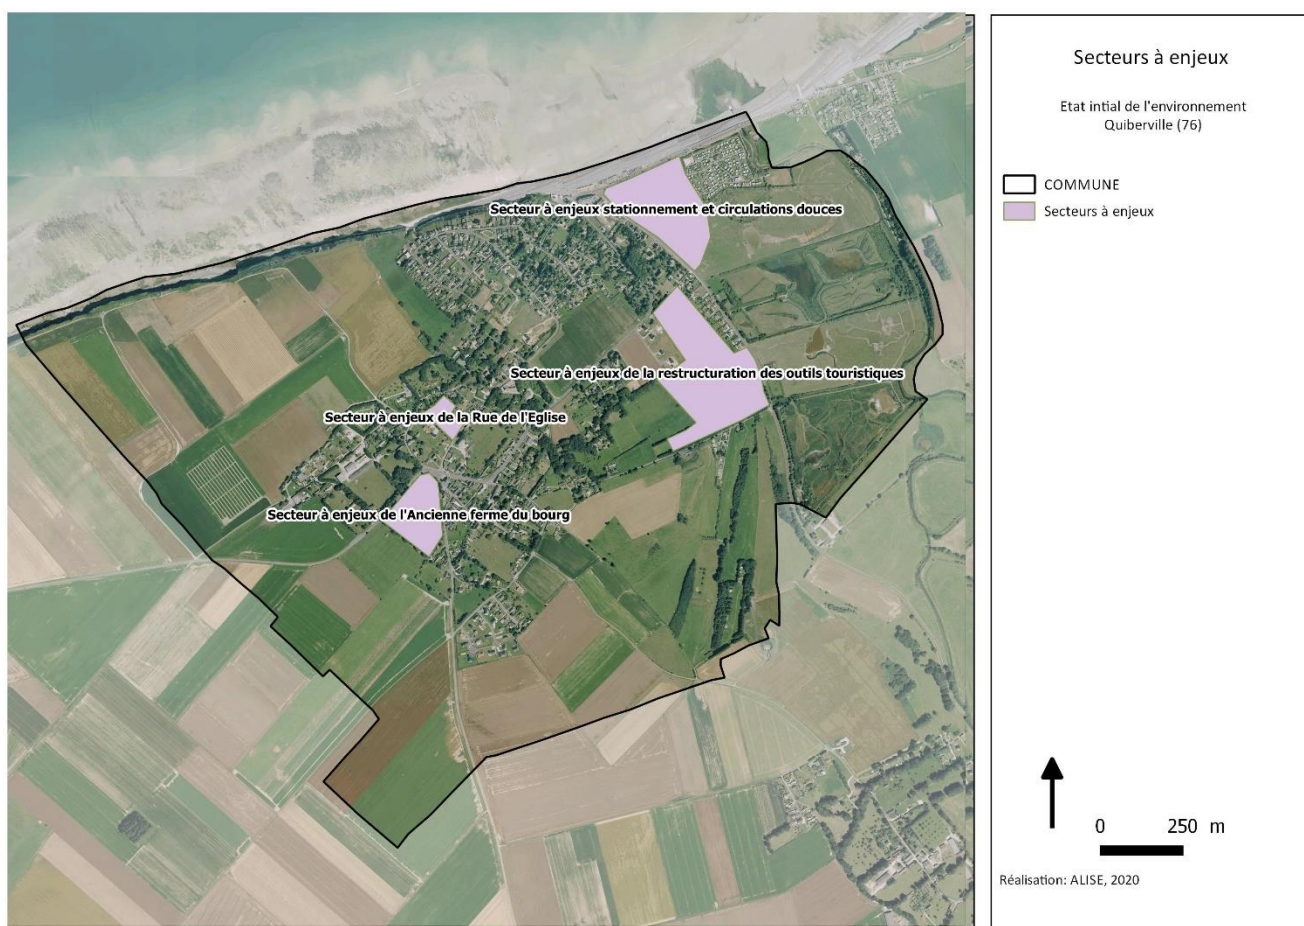 Secteur à enjeux stationnement et circulations douces
Secteur à enjeux de la restructuration des outils touristiques
Secteur à enjeux de la Rue de l'Eglise
Secteur à enjeux de l'Ancienne ferme du bourg
Secteurs à enjeux
Etat intial de l'environnement
Quiberville (76)
COMMUNE
Secteurs à enjeux
0 250 m
Réalisation: ALISE, 2020